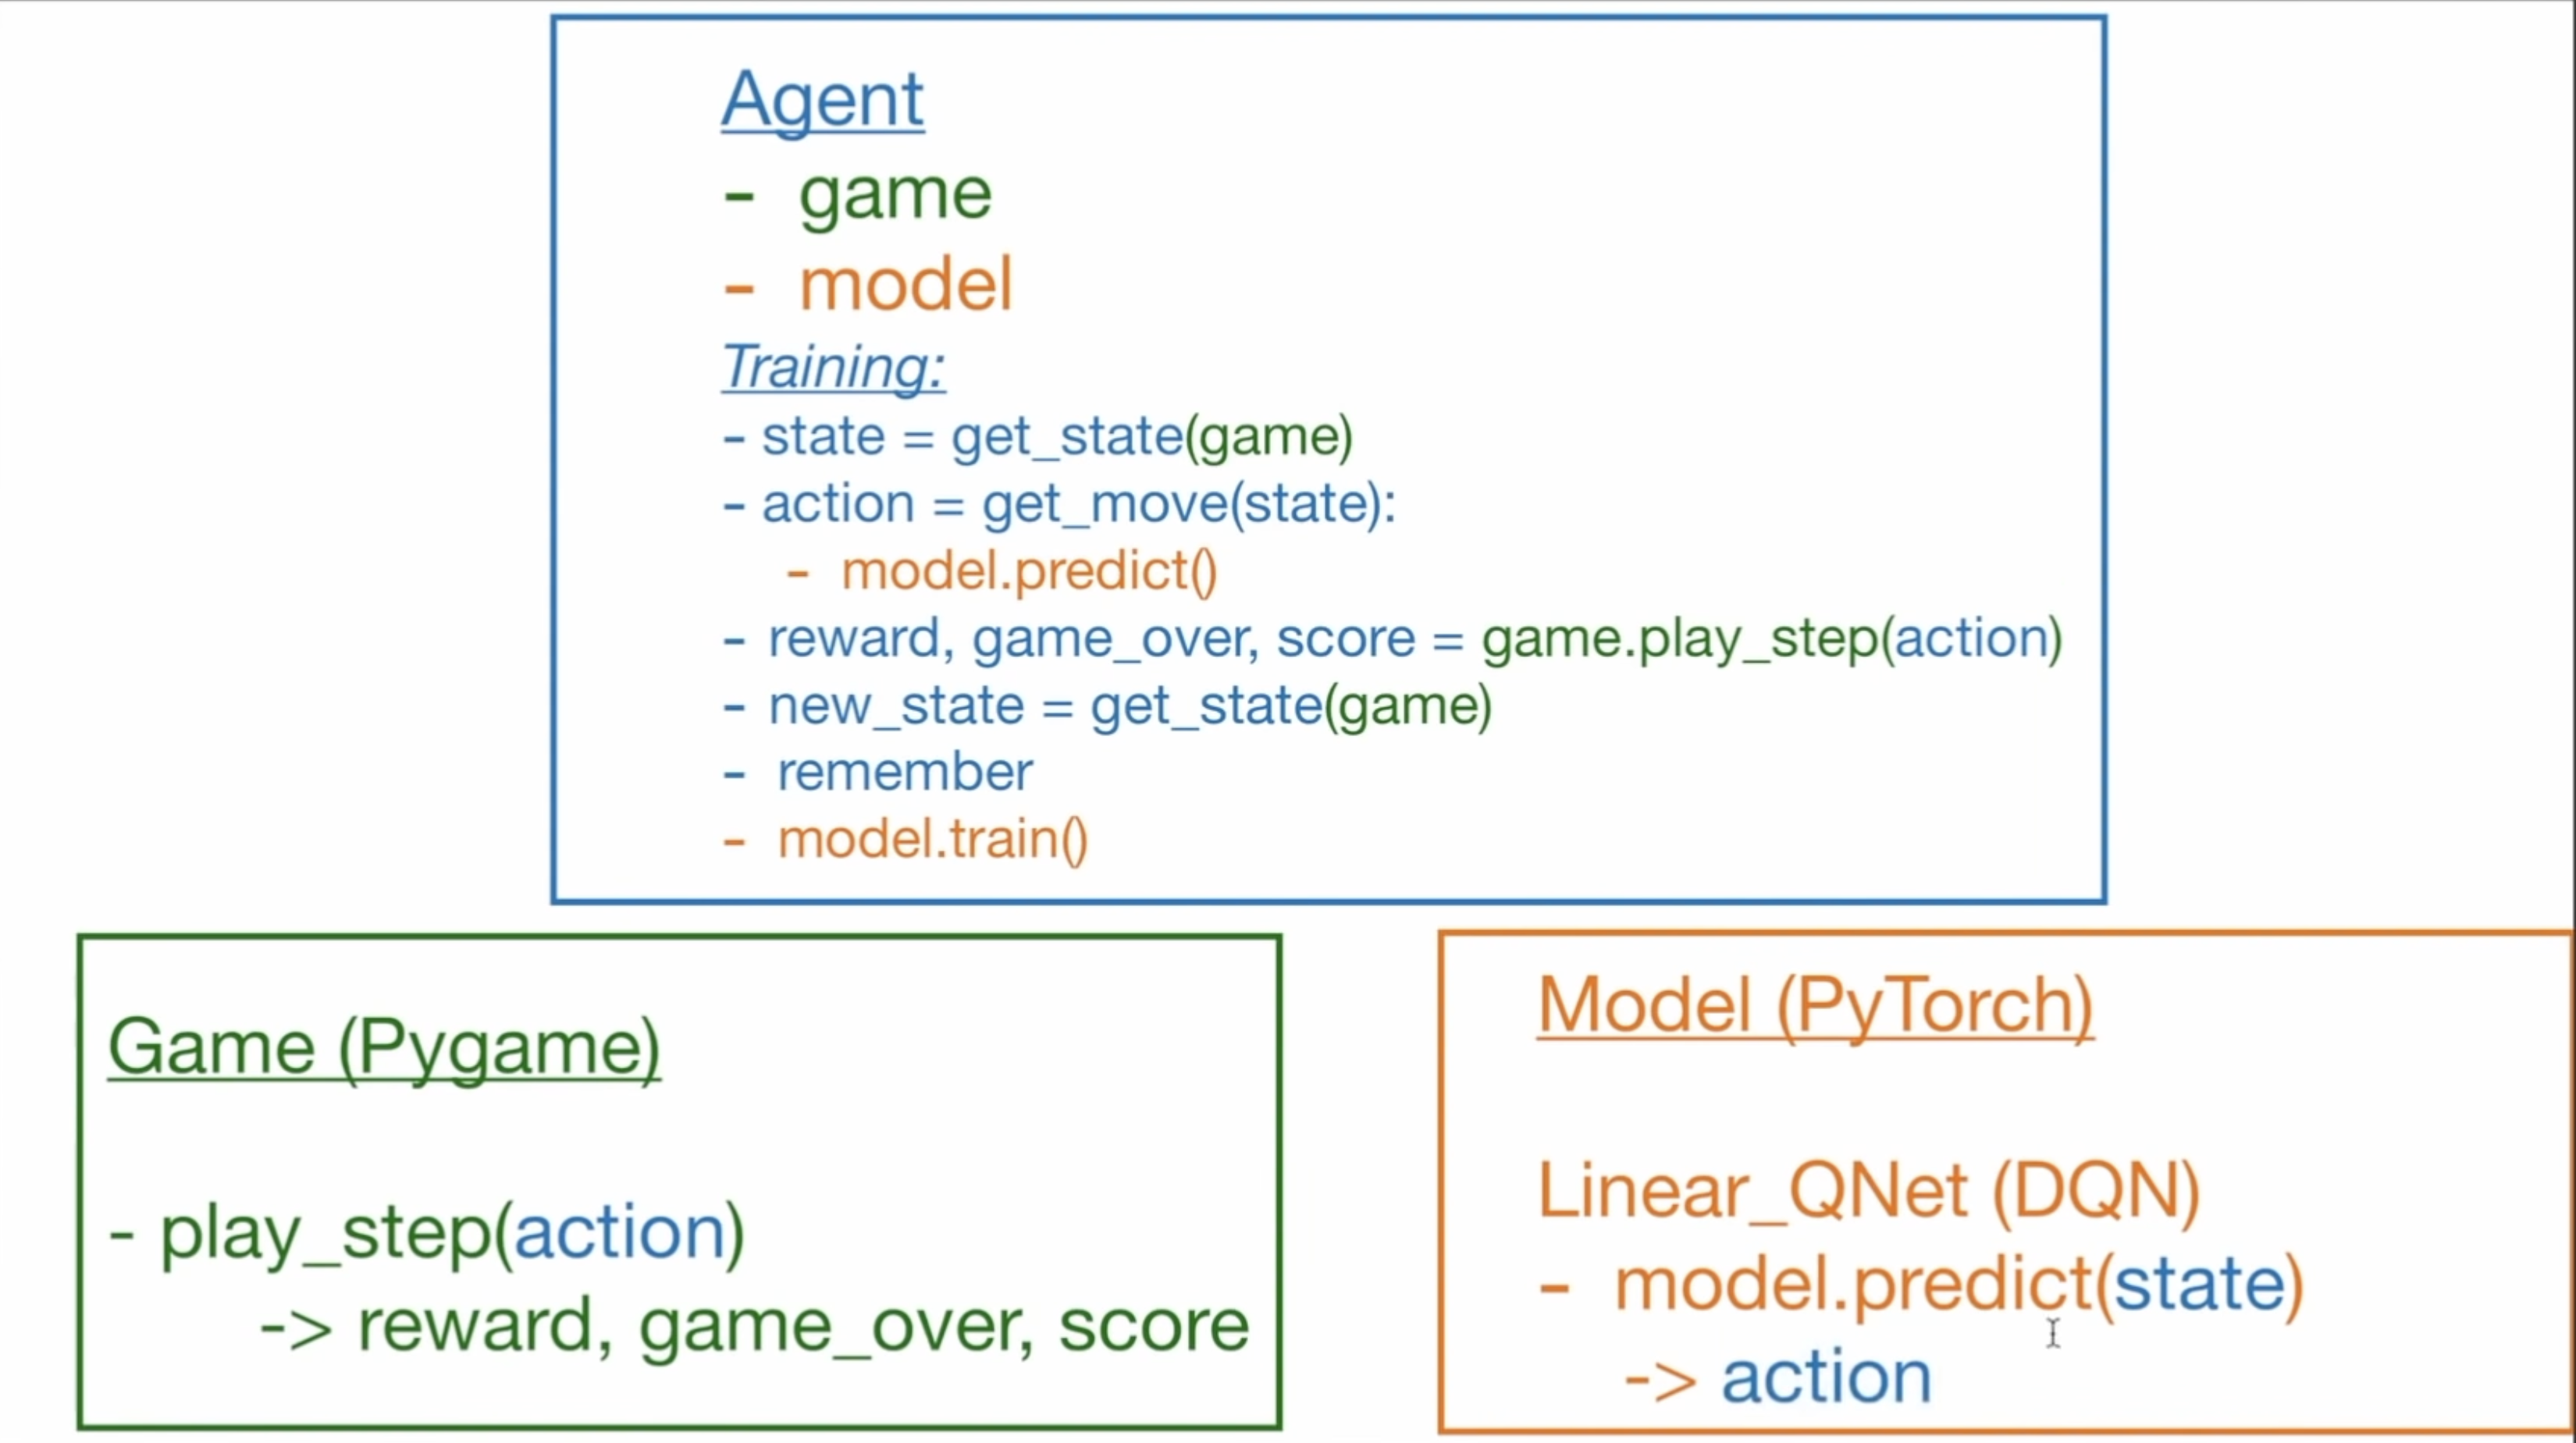 Agent
- game
- model
Training:
- state = get_state(game)
- action = get_move(state):
- model.predict()
- reward, game_over, score = game.play_step(action)
- new_state = get_state(game)
- remember
- model.train()
Game (Pygame)
- play_step(action)
-> reward, game_over, score
Model (PyTorch)
Linear_QNet (DQN)
- model.predict(state)
-> action